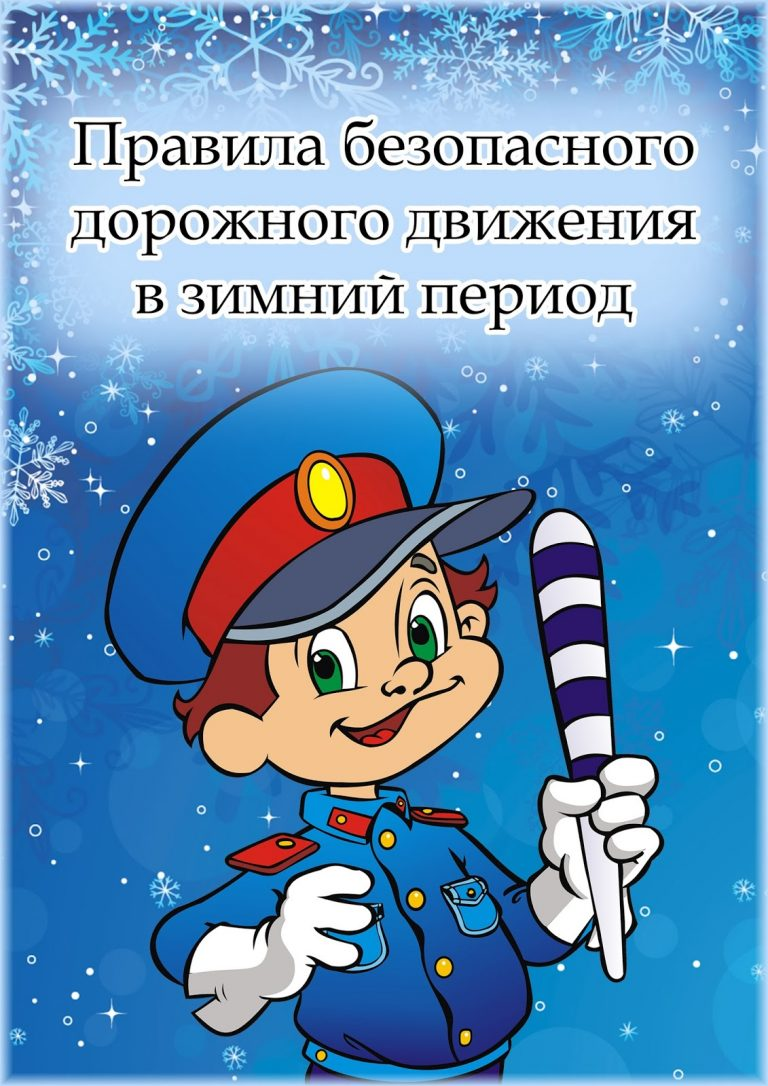 Правила безопасного
дорожного движения
в зимний период